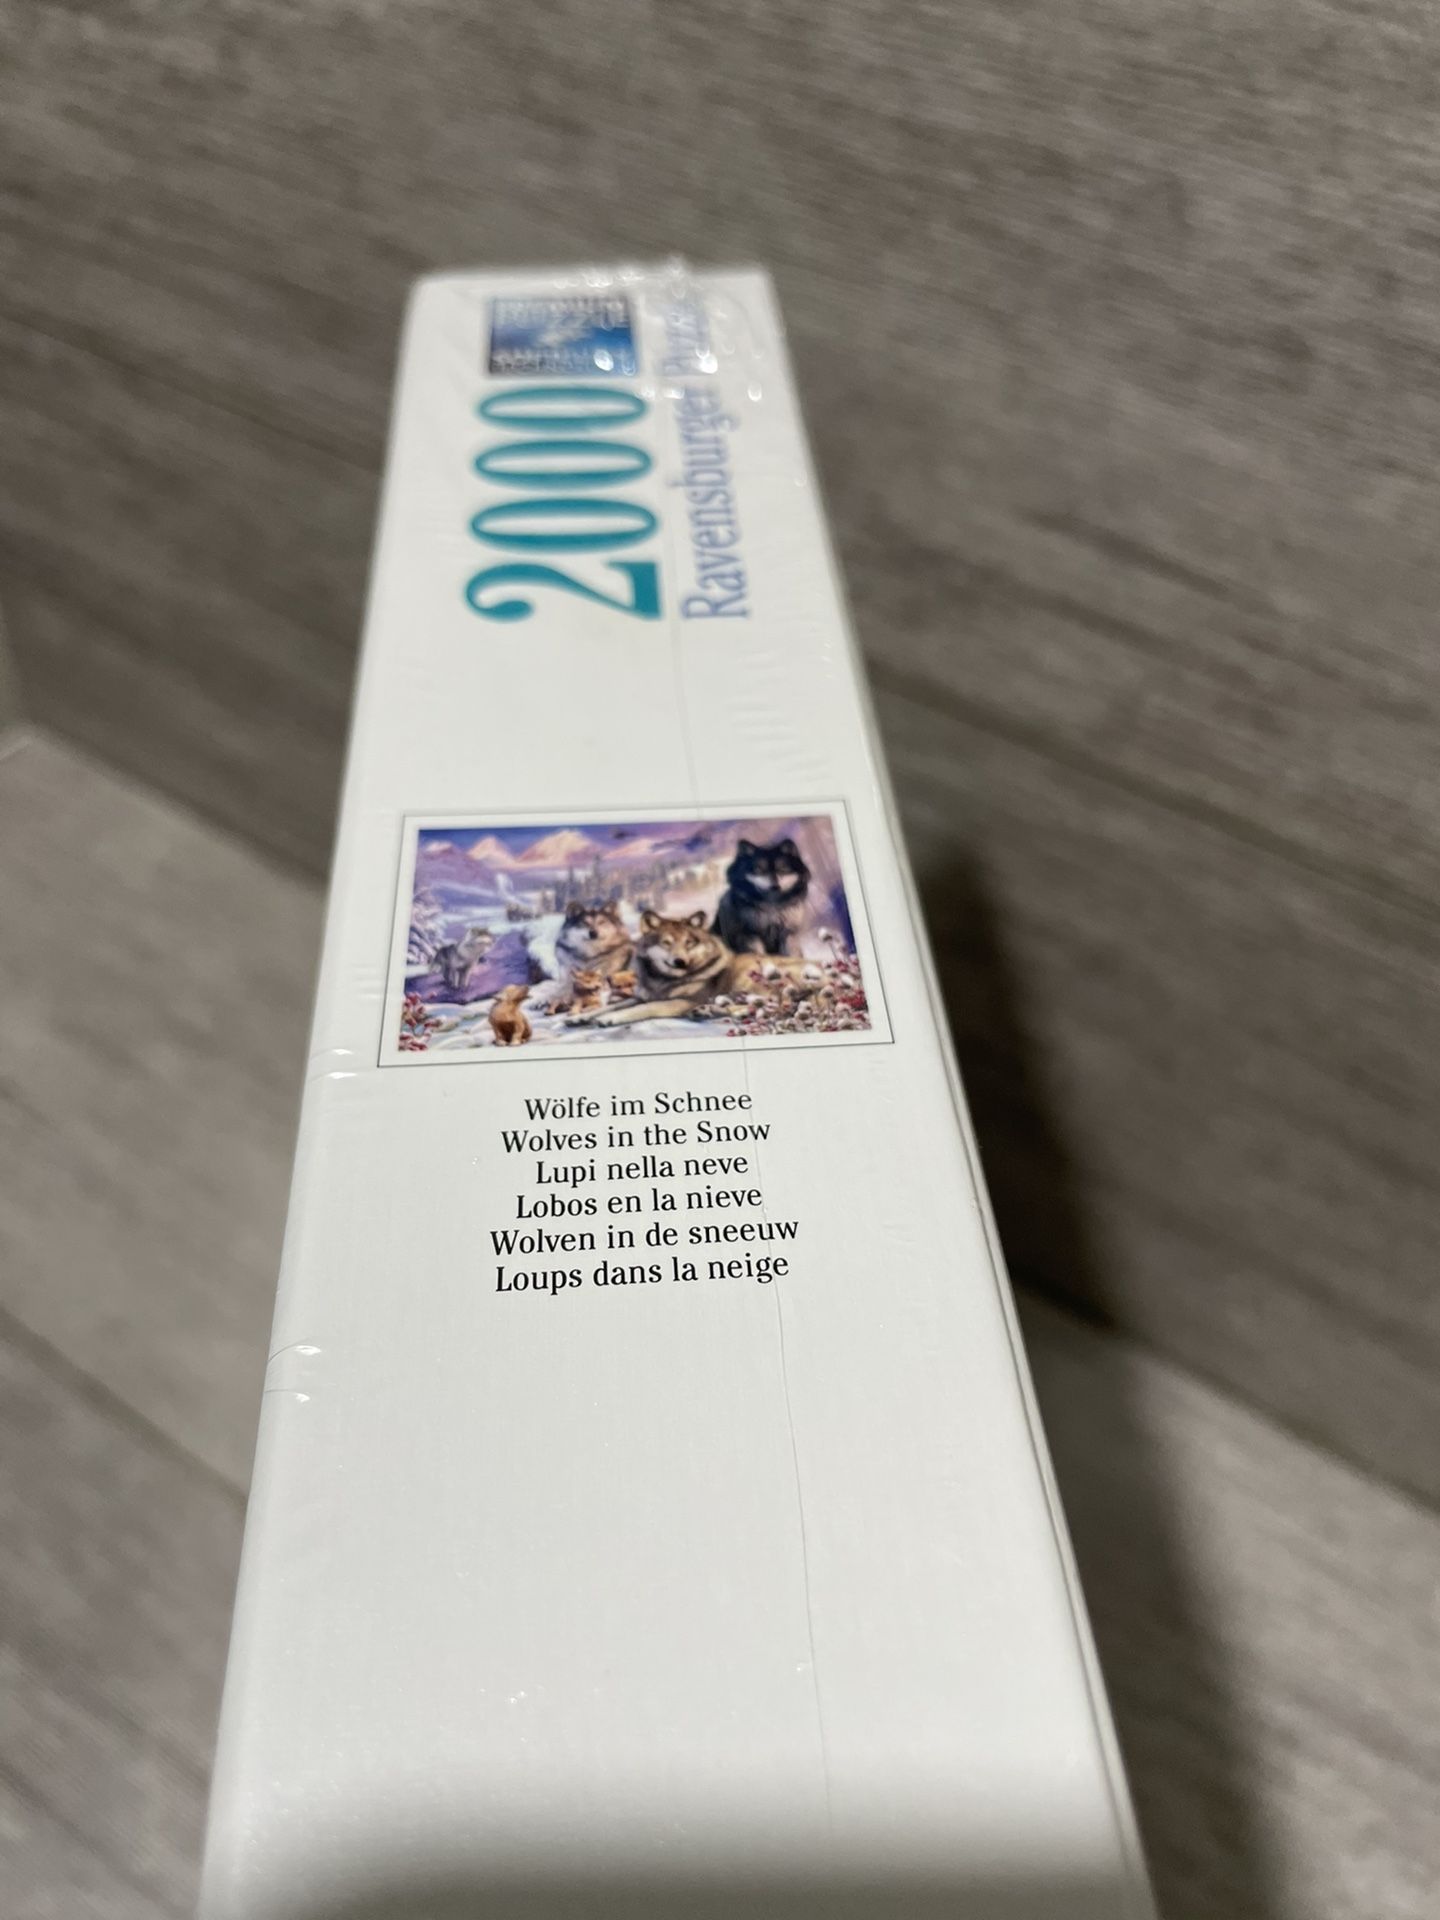 2000
Ravensburger Puzzle
Wölfe im Schnee
Wolves in the Snow
Lupi nella neve
Lobos en la nieve
Wolven in de sneeuw
Loups dans la neige